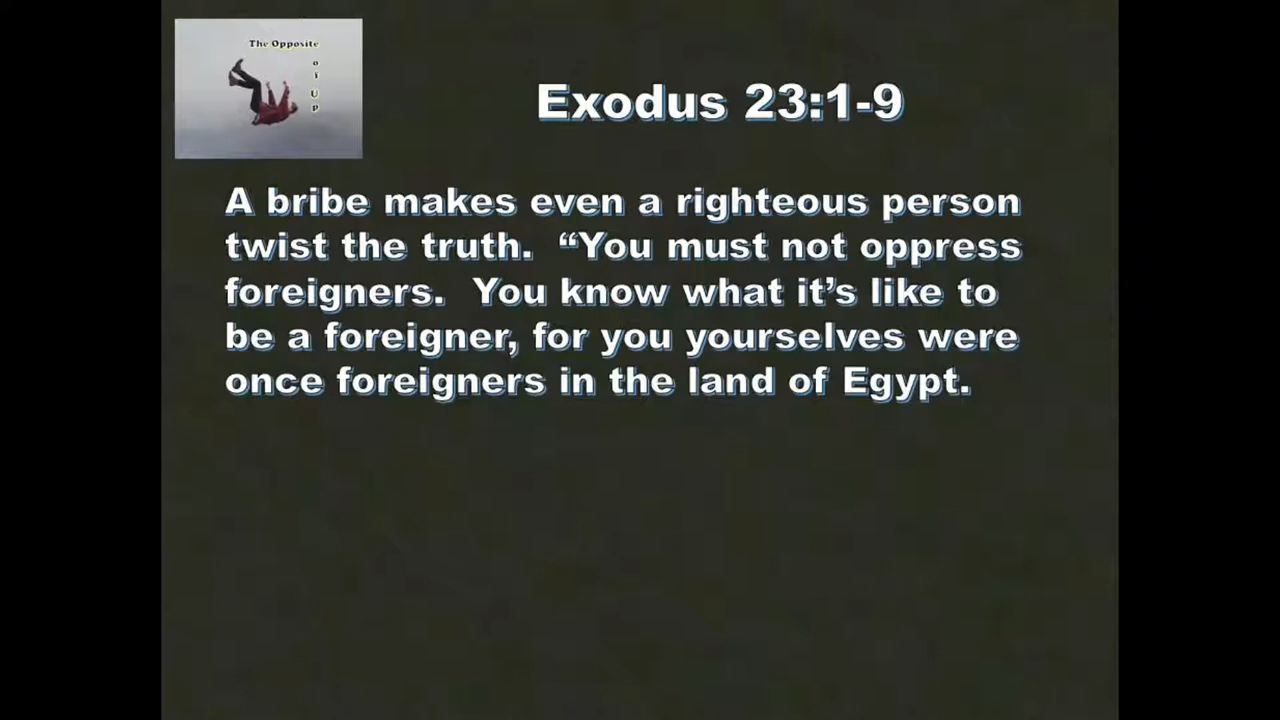 The Opposite
of Up
Exodus 23:1-9
A bribe makes even a righteous person
twist the truth.  “You must not oppress
foreigners.  You know what it’s like to
be a foreigner, for you yourselves were
once foreigners in the land of Egypt.